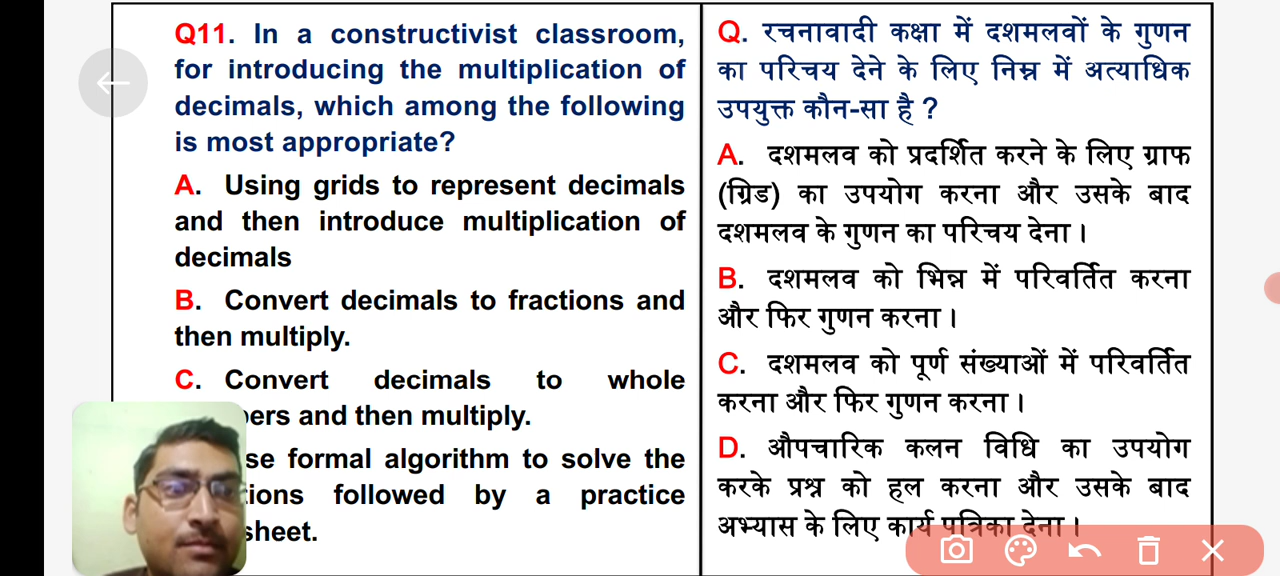 Q11. In a constructivist classroom,
for introducing the multiplication of
decimals, which among the following
is most appropriate?
A. Using grids to represent decimals
and then introduce multiplication of
decimals
B. Convert decimals to fractions and
then multiply.
C. Convert decimals to whole
bers and then multiply.
se formal algorithm to solve the
tions followed by a practice
sheet.
Q. रचनावादी कक्षा में दशमलवों के गुणन
का परिचय देने के लिए निम्न में अत्याधिक
उपयुक्त कौन-सा है ?
A. दशमलव को प्रदर्शित करने के लिए ग्राफ
(ग्रिड) का उपयोग करना और उसके बाद
दशमलव के गुणन का परिचय देना।
B. दशमलव को भिन्न में परिवर्तित करना
और फिर गुणन करना।
C. दशमलव को पूर्ण संख्याओं में परिवर्तित
करना और फिर गुणन करना।
D. औपचारिक कलन विधि का उपयोग
करके प्रश्न को हल करना और उसके बाद
अभ्यास के लिए कार्य पत्रिका देना।